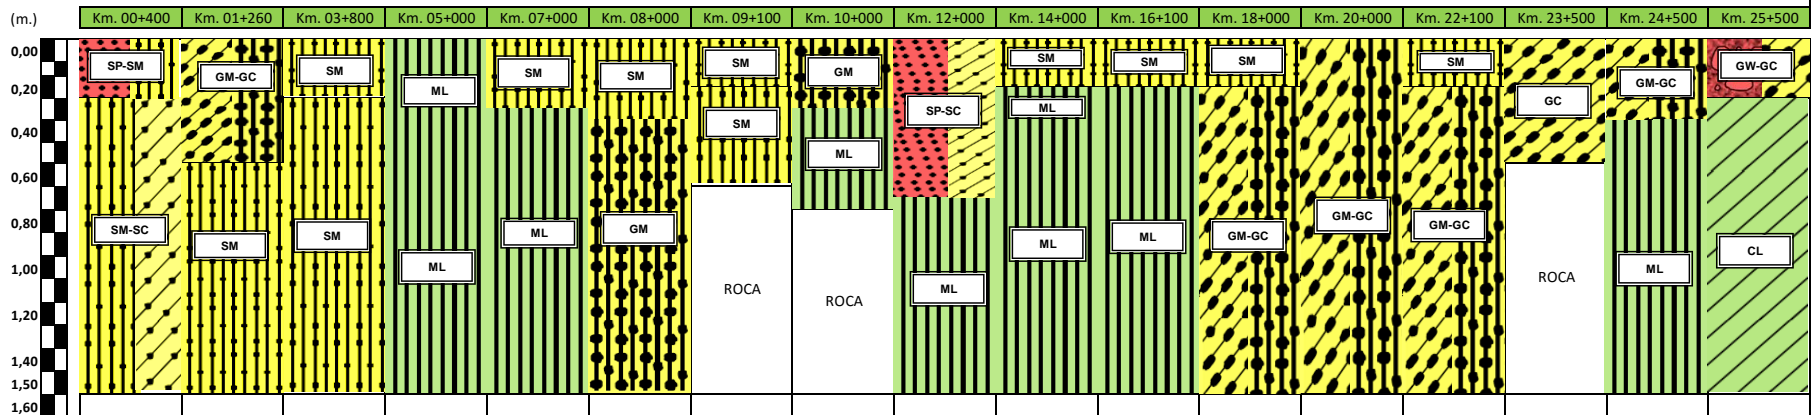 (m.) Km. 00+400 Km. 01+260 Km. 03+800 Km. 05+000 Km. 07+000 Km. 08+000 Km. 09+100 Km. 10+000 Km. 12+000 Km. 14+000 Km. 16+100 Km. 18+000 Km. 20+000 Km. 22+100 Km. 23+500 Km. 24+500 Km. 25+500
0,00
SP-SM GM-GC SM ML SM SM SM GM SP-SC SM SM SM SM GC GM-GC GW-GC
0,20
SM ML ML
0,40
0,60
SM-SC SM SM ML ML GM ML ML ML GM-GC GM-GC GM-GC ML CL
0,80
1,00
ROCA ROCA ROCA
1,20
1,40
1,50
1,60